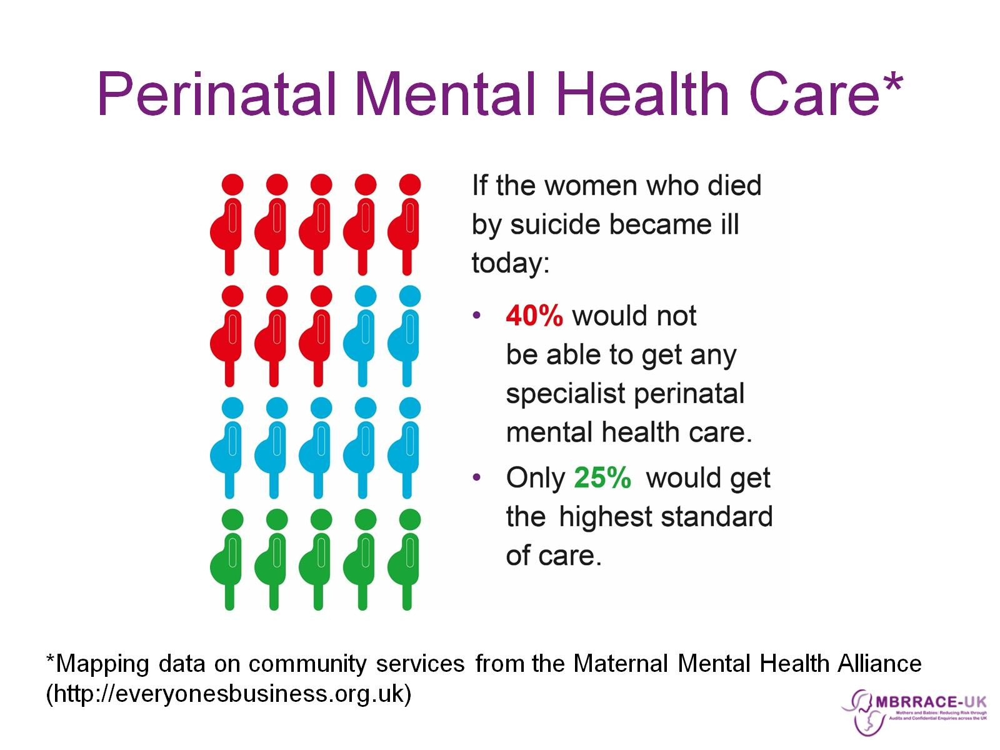 Perinatal Mental Health Care*
If the women who died
by suicide became ill
today:
• 40% would not
be able to get any
specialist perinatal
mental health care.
• Only 25% would get
the highest standard
of care.
*Mapping data on community services from the Maternal Mental Health Alliance
(http://everyonesbusiness.org.uk)
MBRRACE-UK
Mothers and Babies: Reducing Risk through
Audits and Confidential Enquiries across the UK